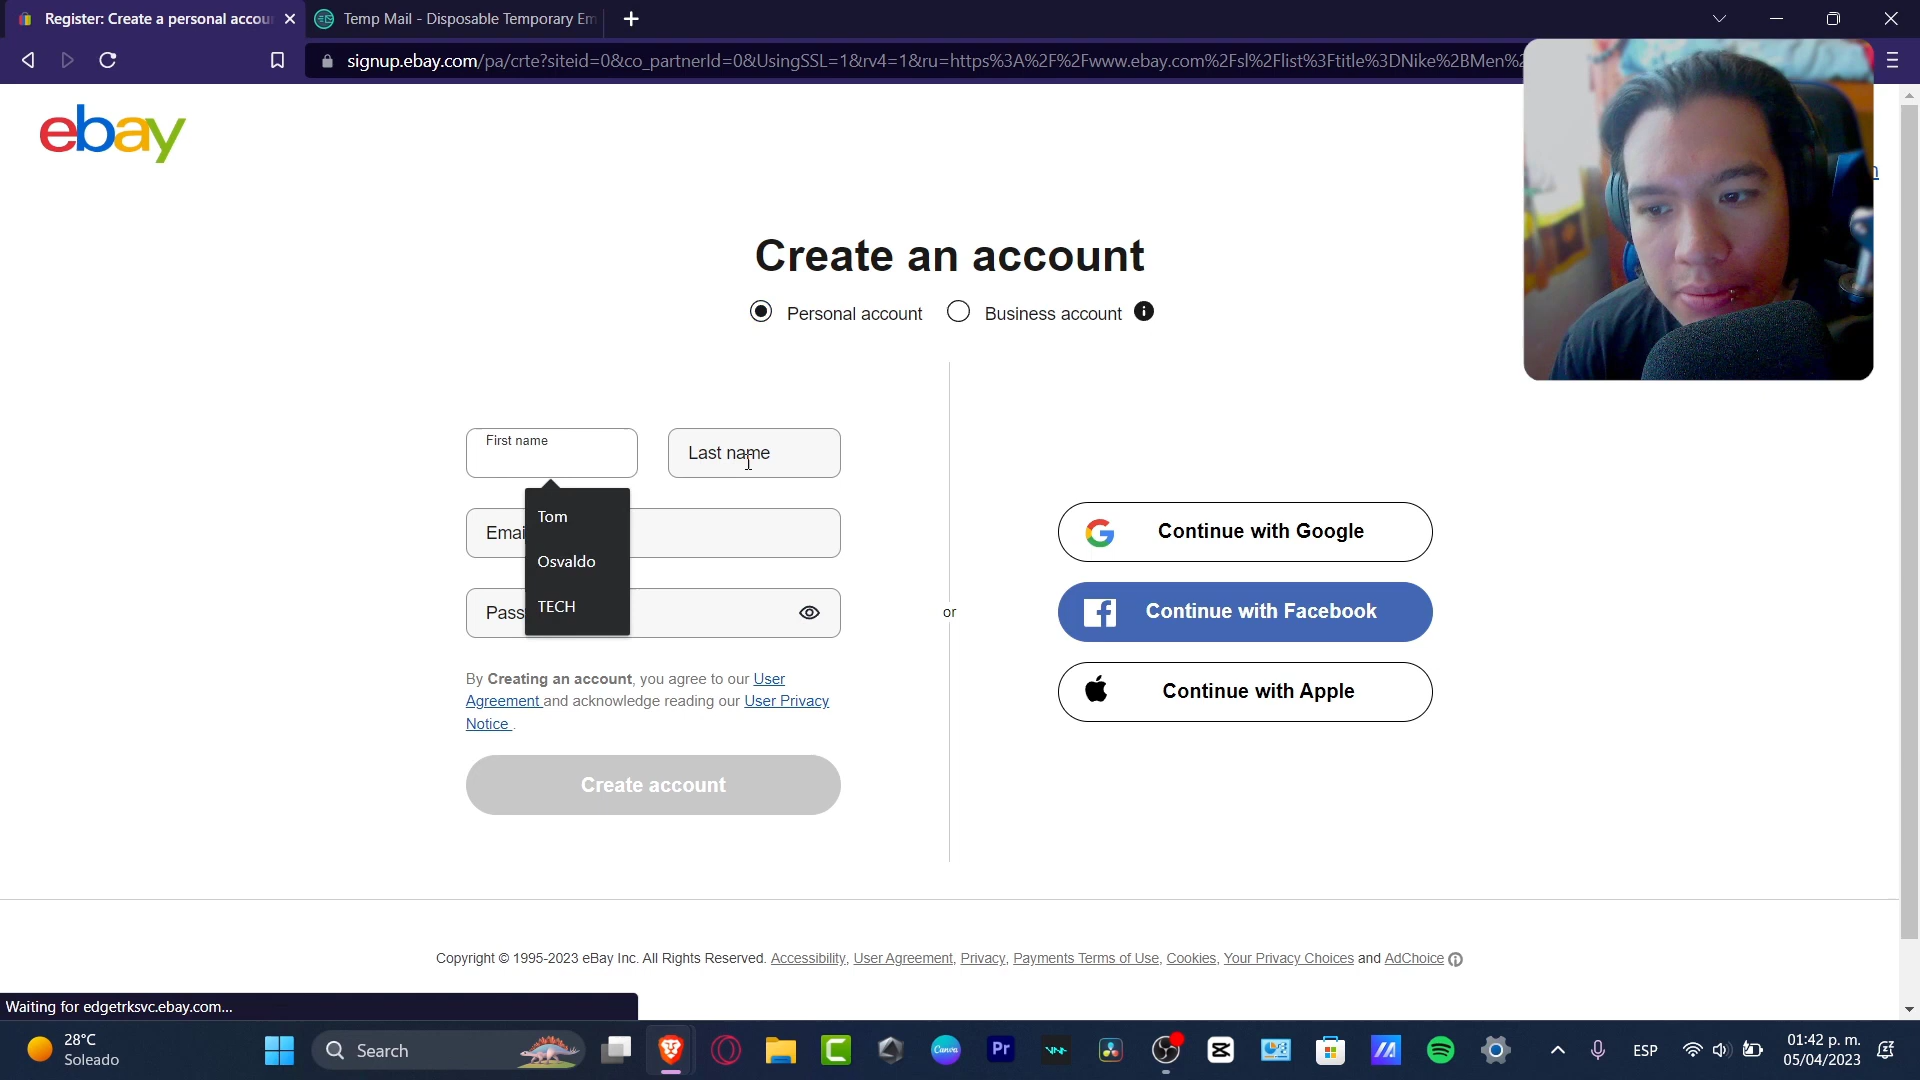 Register: Create a personal accou
Temp Mail - Disposable Temporary Em
signup.ebay.com/pa/crte?siteid=0&co_partnerId=0&UsingSSL=1&rv4=1&ru=https%3A%2F%2Fwww.ebay.com%2Fsl%2Flist%3Ftitle%3DNike%2BMen%2
ebay
Create an account
Personal account
Business account
First name
Last name
Tom
Emai
Osvaldo
Pass
TECH
or
Continue with Google
Continue with Facebook
Continue with Apple
By Creating an account, you agree to our User
Agreement and acknowledge reading our User Privacy
Notice .
Create account
Copyright © 1995-2023 eBay Inc. All Rights Reserved. Accessibility, User Agreement, Privacy, Payments Terms of Use, Cookies, Your Privacy Choices and AdChoice
Waiting for edgetrksvc.ebay.com...
28°C
Soleado
Search
Canva
Pr
ESP
01:42 p. m.
05/04/2023